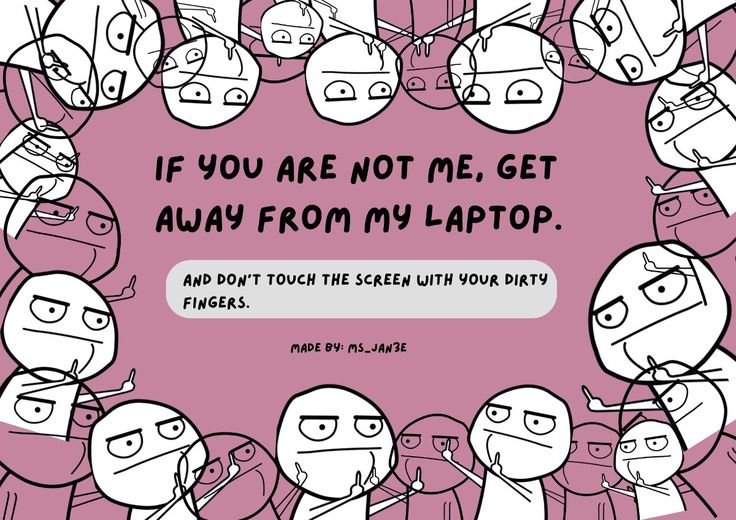 IF YOU ARE NOT ME, GET
AWAY FROM MY LAPTOP.
AND DON'T TOUCH THE SCREEN WITH YOUR DIRTY
FINGERS.
MADE BY: MS_JAN3E